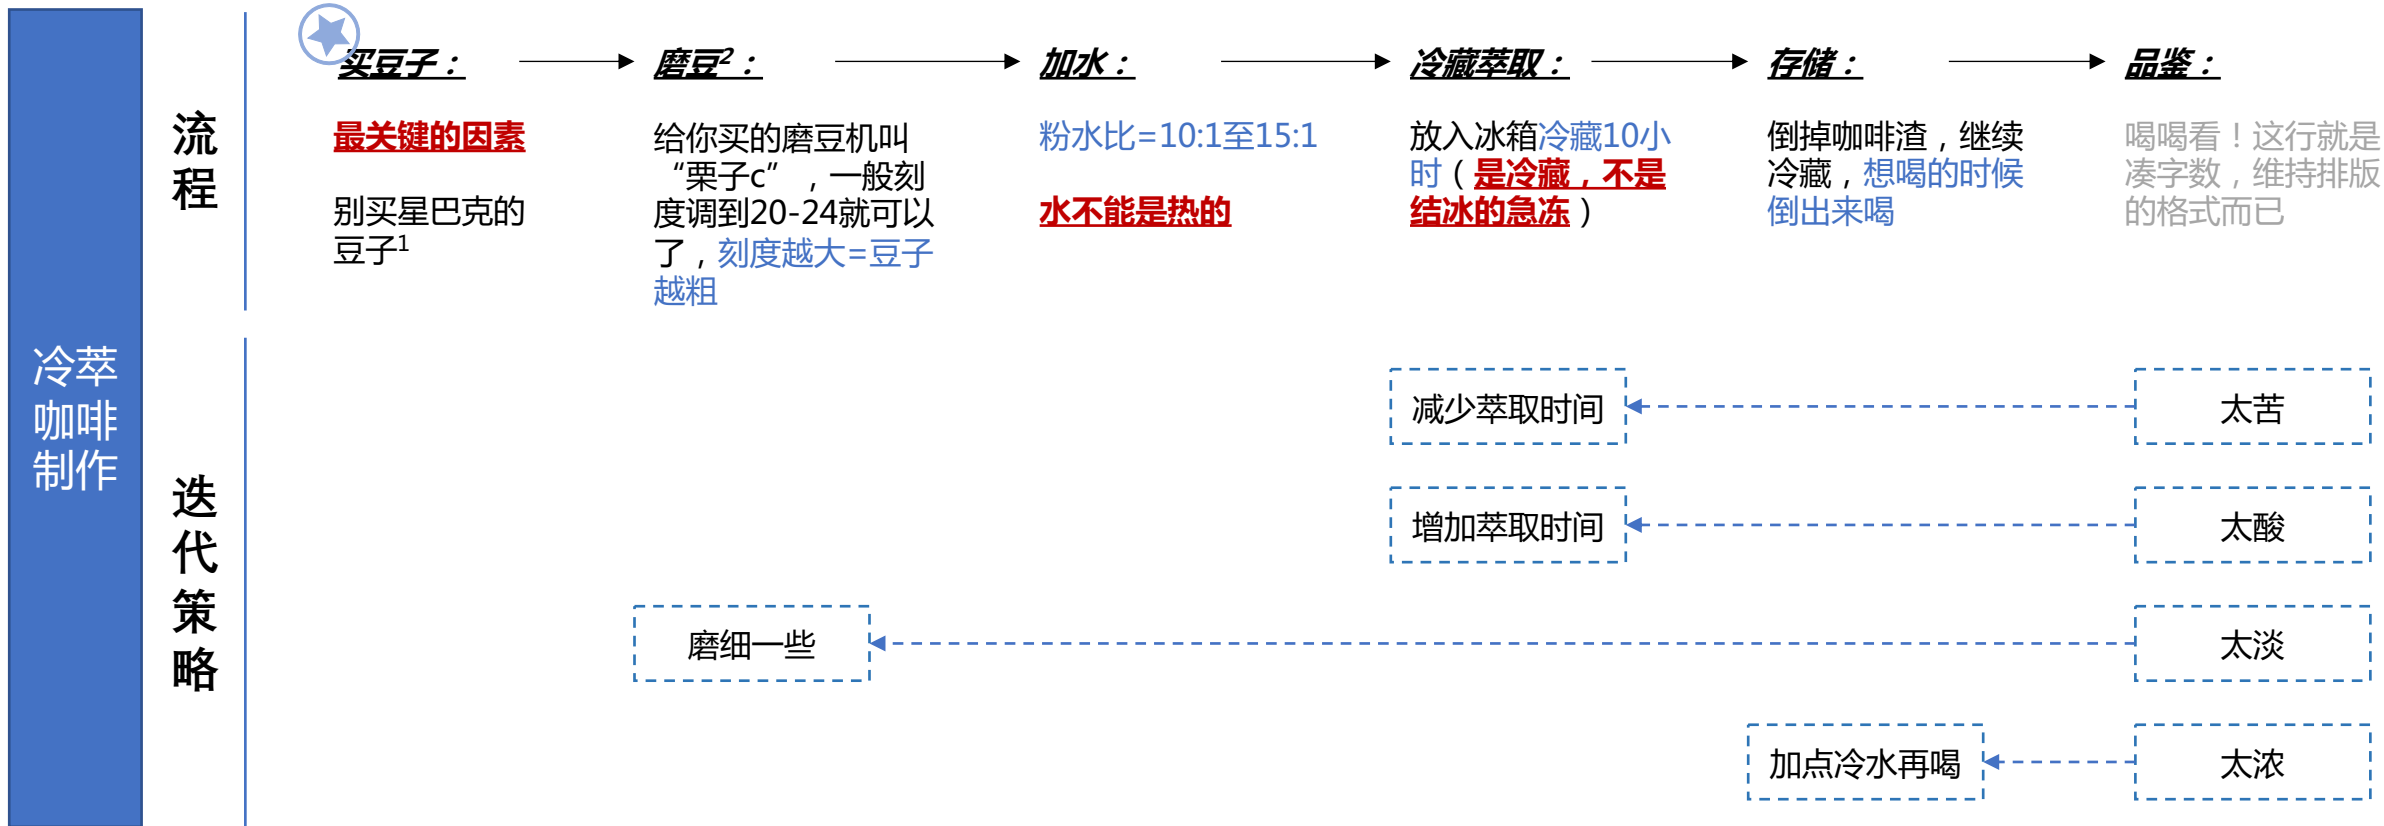 冷萃
咖啡
制作
流
程
买豆子：
最关键的因素
别买星巴克的
豆子¹
磨豆²：
给你买的磨豆机叫
“栗子c”，一般刻
度调到20-24就可以
了，刻度越大=豆子
越粗
加水：
粉水比=10:1至15:1
水不能是热的
冷藏萃取：
放入冰箱冷藏10小
时（是冷藏，不是
结冰的急冻）
存储：
倒掉咖啡渣，继续
冷藏，想喝的时候
倒出来喝
品鉴：
喝喝看！这行就是
凑字数，维持排版
的格式而已
迭
代
策
略
减少萃取时间
太苦
增加萃取时间
太酸
磨细一些
太淡
加点冷水再喝
太浓